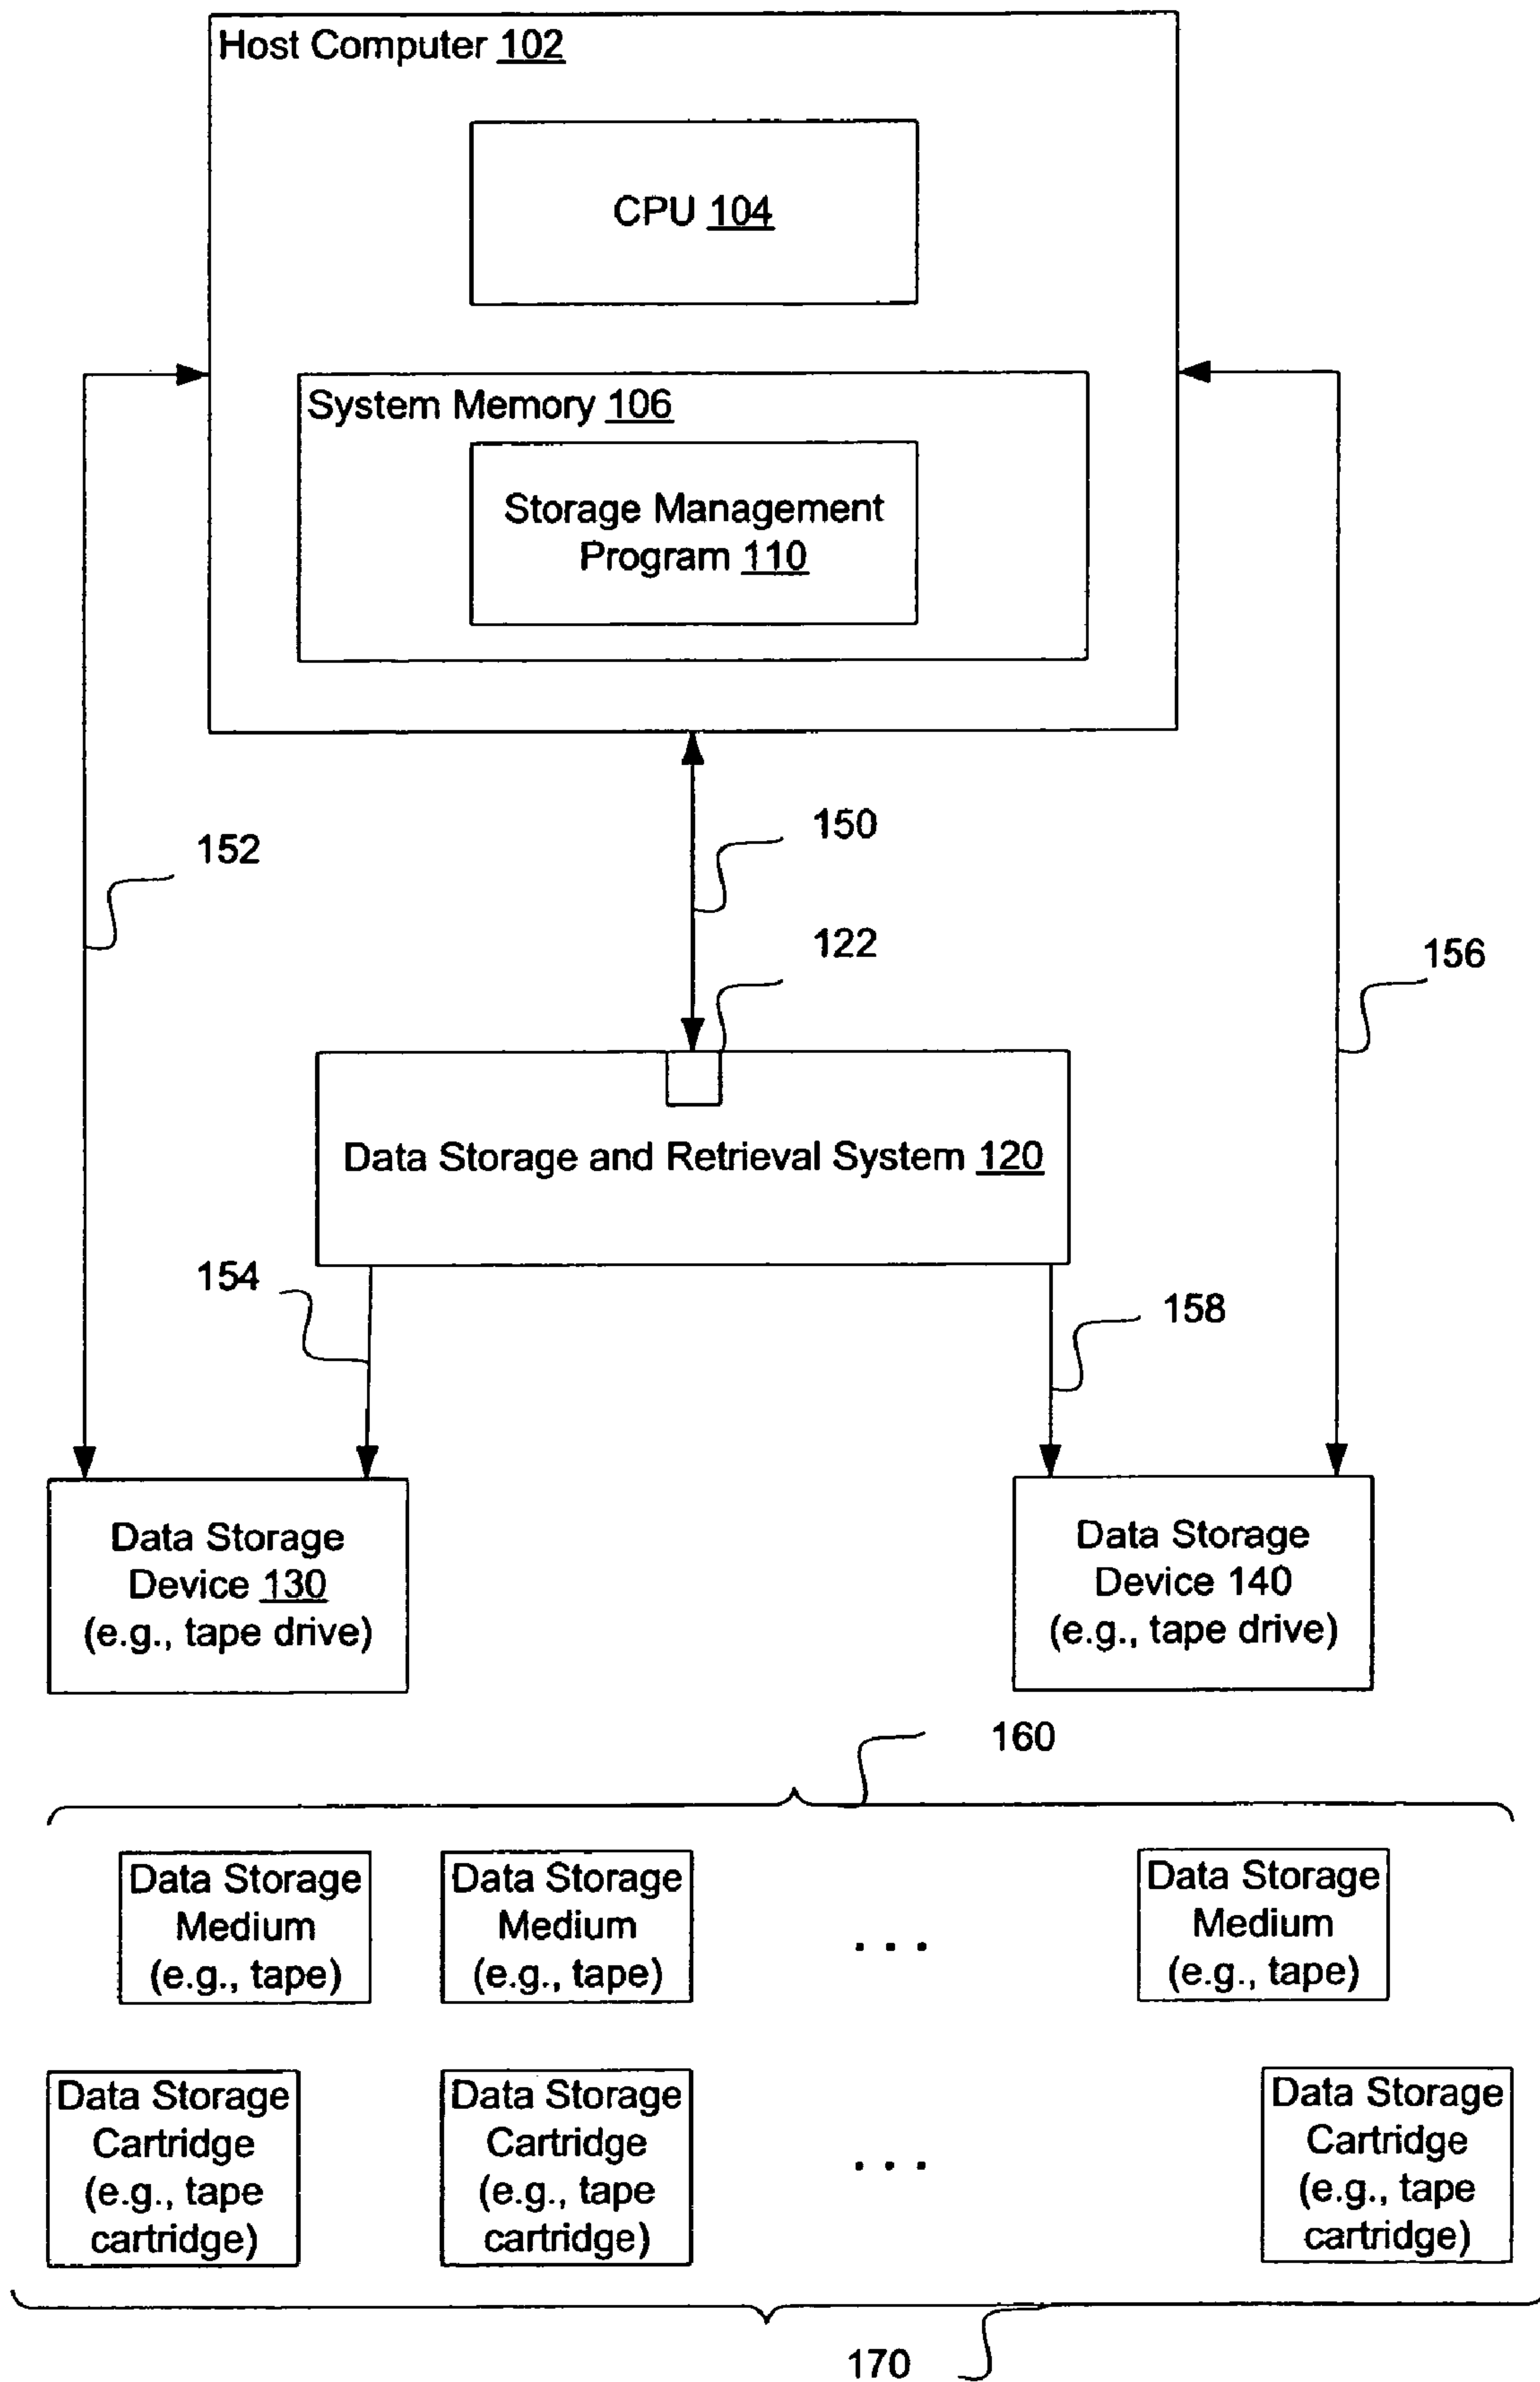 Host Computer 102
CPU 104
System Memory 106
Storage Management
Program 110
150
152
122
156
Data Storage and Retrieval System 120
154
158
Data Storage
Device 130
(e.g., tape drive)
Data Storage
Device 140
(e.g., tape drive)
160
Data Storage
Medium
(e.g., tape)
Data Storage
Medium
(e.g., tape)
. . .
Data Storage
Medium
(e.g., tape)
Data Storage
Cartridge
(e.g., tape
cartridge)
Data Storage
Cartridge
(e.g., tape
cartridge)
. . .
Data Storage
Cartridge
(e.g., tape
cartridge)
170